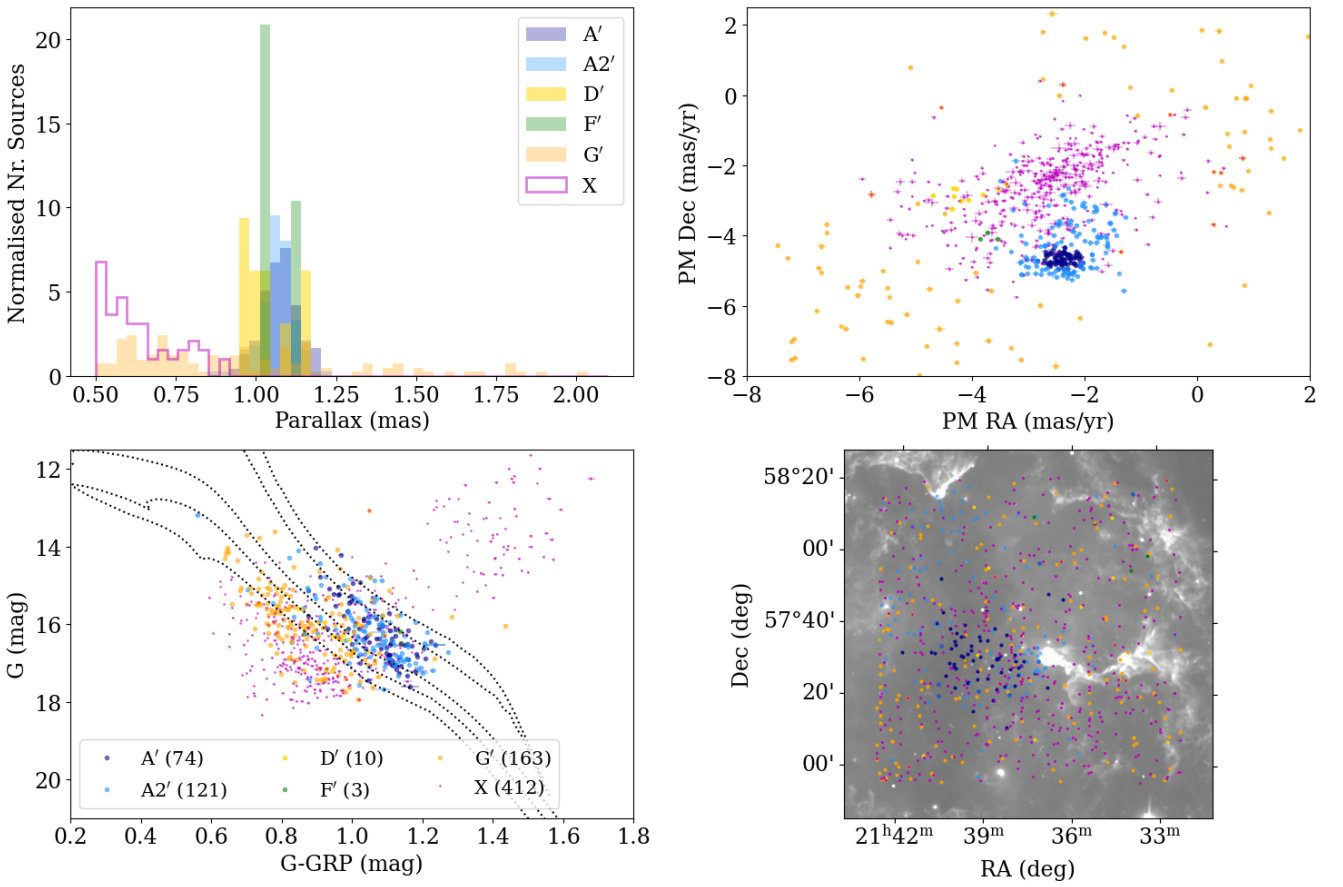 20
15
10
5
0
Normalised Nr. Sources
0.50 0.75 1.00 1.25 1.50 1.75 2.00
Parallax (mas)
A′
A2′
D′
F′
G′
X
2
0
−2
−4
−6
−8
PM Dec (mas/yr)
−8 −6 −4 −2 0 2
PM RA (mas/yr)
12
14
16
18
20
G (mag)
A′ (74) D′ (10) G′ (163)
A2′ (121) F′ (3) X (412)
0.2 0.4 0.6 0.8 1.0 1.2 1.4 1.6 1.8
G-GRP (mag)
58°20'
00'
57°40'
20'
00'
Dec (deg)
21ʰ42ᵐ 39ᵐ 36ᵐ 33ᵐ
RA (deg)